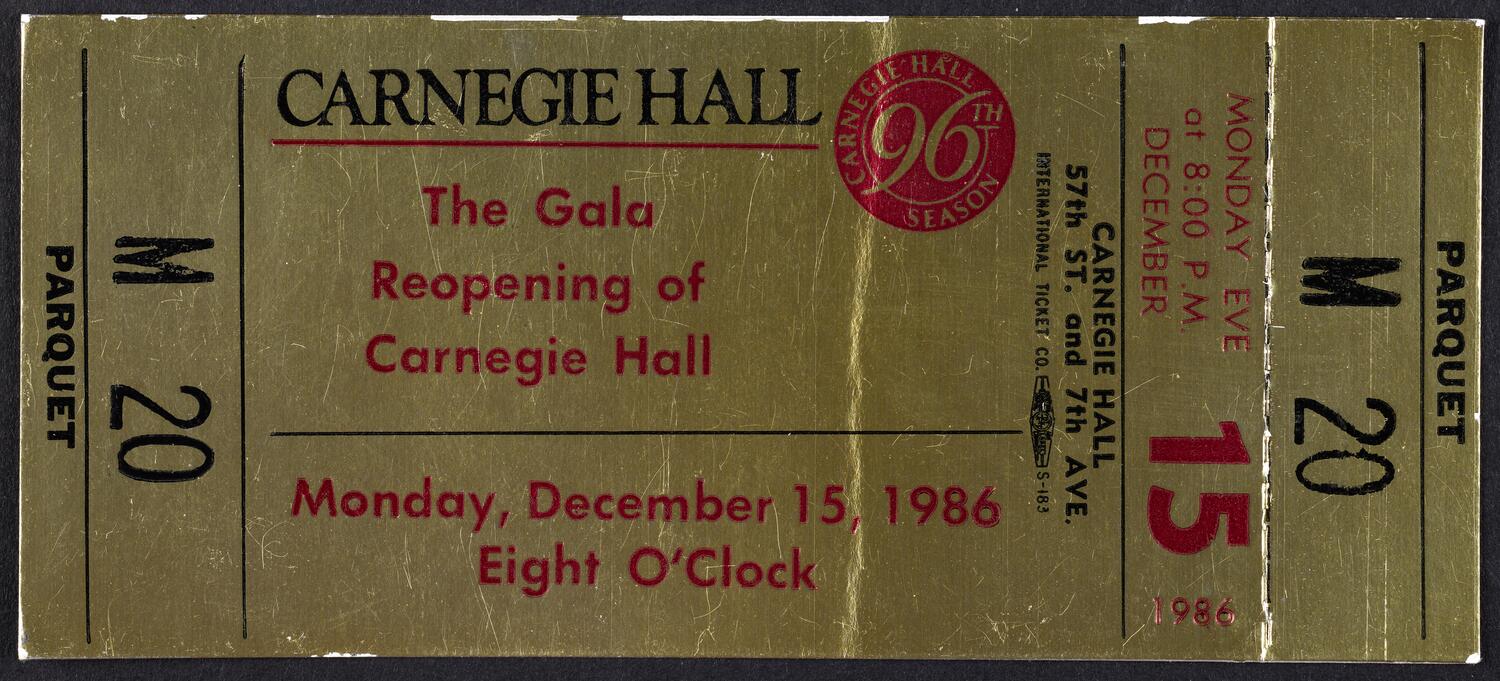 PARQUET
M 20
CARNEGIE HALL
CARNEGIE HALL
96TH
SEASON
The Gala
Reopening of
Carnegie Hall
Monday, December 15, 1986
Eight O'Clock
CARNEGIE HALL
57th ST. and 7th AVE.
INTERNATIONAL TICKET CO. S-183
MONDAY EVE
at 8:00 P.M.
DECEMBER
15
1986
PARQUET
M 20